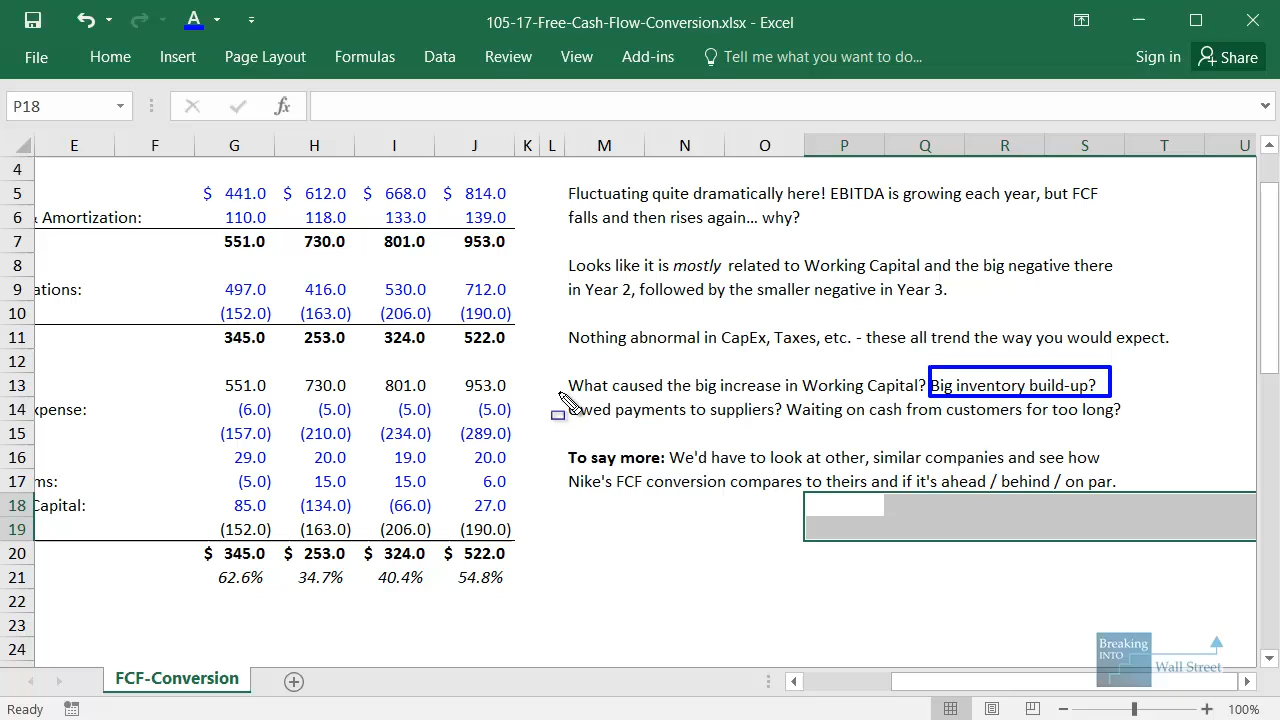 105-17-Free-Cash-Flow-Conversion.xlsx - Excel
File Home Insert Page Layout Formulas Data Review View Add-ins Tell me what you want to do... Sign in Share
P18 fx
E F G H I J K L M N O P Q R S T U
4
5 $ 441.0 $ 612.0 $ 668.0 $ 814.0 Fluctuating quite dramatically here! EBITDA is growing each year, but FCF
6 Amortization: 110.0 118.0 133.0 139.0 falls and then rises again... why?
7 551.0 730.0 801.0 953.0
8 Looks like it is mostly related to Working Capital and the big negative there
9 ations: 497.0 416.0 530.0 712.0 in Year 2, followed by the smaller negative in Year 3.
10 (152.0) (163.0) (206.0) (190.0)
11 345.0 253.0 324.0 522.0 Nothing abnormal in CapEx, Taxes, etc. - these all trend the way you would expect.
12
13 551.0 730.0 801.0 953.0 What caused the big increase in Working Capital? Big inventory build-up?
14 xpense: (6.0) (5.0) (5.0) (5.0) wed payments to suppliers? Waiting on cash from customers for too long?
15 (157.0) (210.0) (234.0) (289.0)
16 29.0 20.0 19.0 20.0 To say more: We'd have to look at other, similar companies and see how
17 ms: (5.0) 15.0 15.0 6.0 Nike's FCF conversion compares to theirs and if it's ahead / behind / on par.
18 Capital: 85.0 (134.0) (66.0) 27.0
19 (152.0) (163.0) (206.0) (190.0)
20 $ 345.0 $ 253.0 $ 324.0 $ 522.0
21 62.6% 34.7% 40.4% 54.8%
22
23
24
Breaking
INTO
Wall Street
FCF-Conversion
Ready 100%